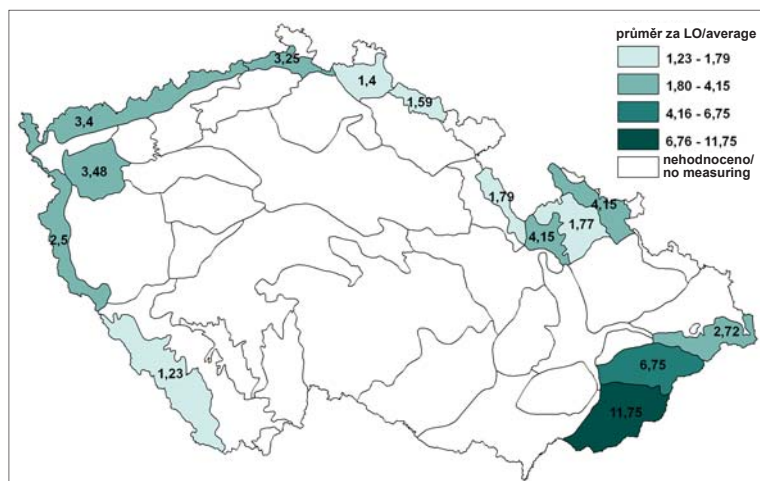 průměr za LO/average
1,23 - 1,79
1,80 - 4,15
4,16 - 6,75
6,76 - 11,75
nehodnoceno/
no measuring
3,25
1,4
1,59
3,4
3,48
2,5
1,79
4,15
1,77
4,15
2,72
6,75
1,23
11,75